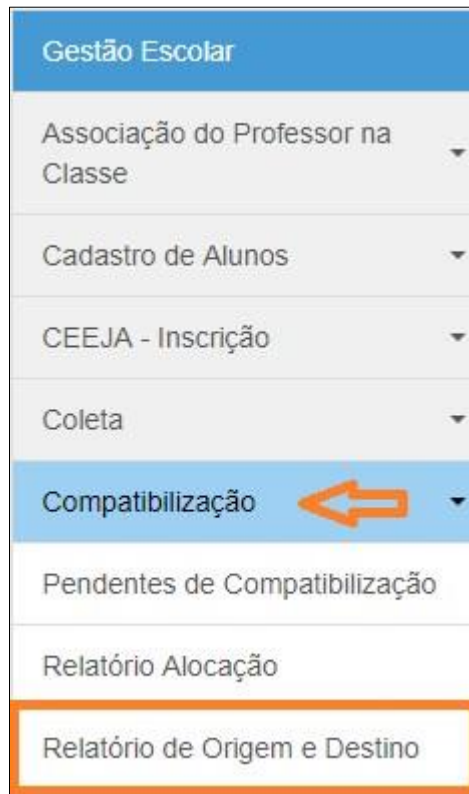 Gestão Escolar
Associação do Professor na
Classe
Cadastro de Alunos
CEEJA - Inscrição
Coleta
Compatibilização
Pendentes de Compatibilização
Relatório Alocação
Relatório de Origem e Destino